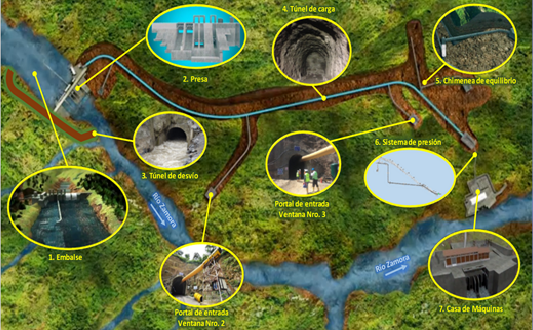 4. Túnel de carga
2. Presa
5. Chimenea de equilibrio
6. Sistema de presión
3. Túnel de desvío
Portal de entrada
Ventana Nro. 3
Río Zamora
Río Zamora
1. Embalse
Portal de entrada
Ventana Nro. 2
7. Casa de Máquinas